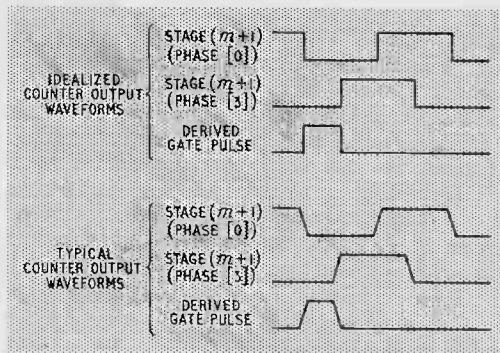 STAGE (m+1)
(PHASE [0])
IDEALIZED
COUNTER OUTPUT
WAVEFORMS
STAGE (m+1)
(PHASE [3])
DERIVED
GATE PULSE
STAGE (m+1)
(PHASE [0])
TYPICAL
COUNTER OUTPUT
WAVEFORMS
STAGE (m+1)
(PHASE [3])
DERIVED
GATE PULSE